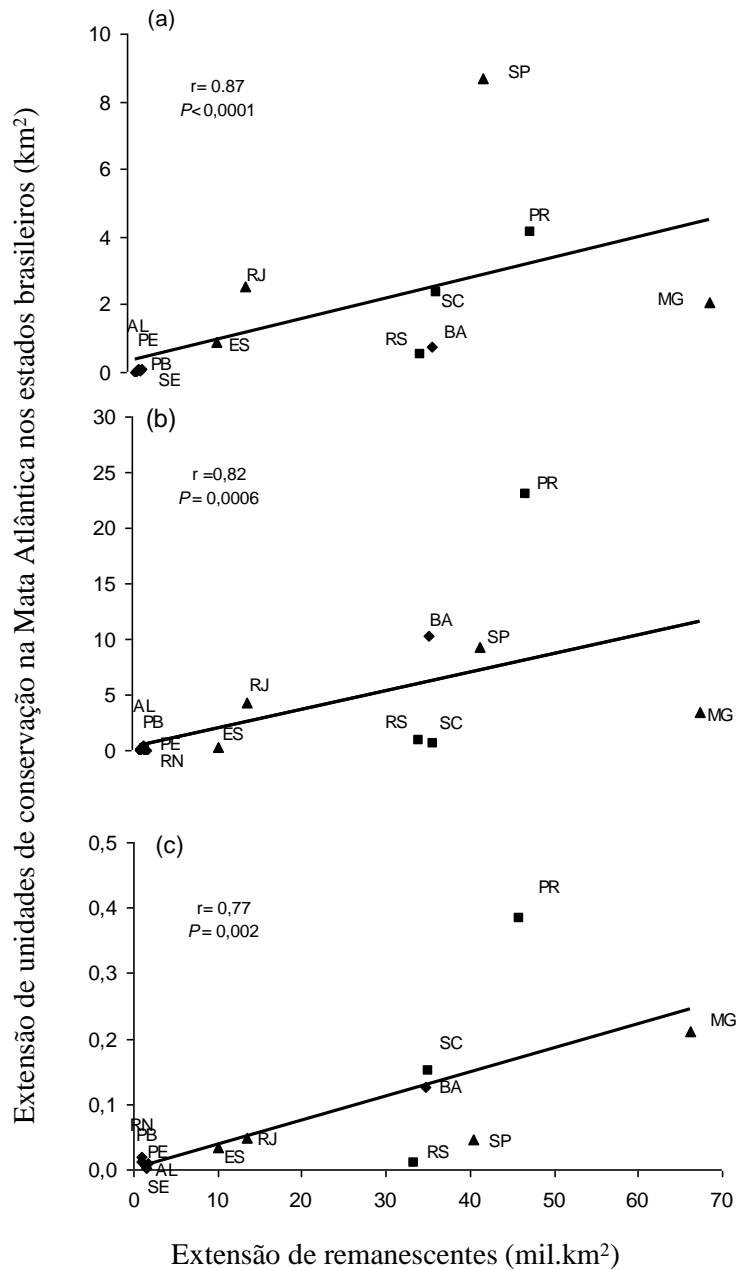 Extensão de unidades de conservação na Mata Atlântica nos estados brasileiros (km²)
(a)
10
8
6
4
2
0
r= 0.87
P<0,0001
SP
PR
RJ
SC
MG
AL
PE
ES
RS
BA
PB
SE
(b)
30
25
20
15
10
5
0
r =0,82
P= 0,0006
PR
BA
SP
RJ
AL
PB
RS
SC
MG
PE
ES
RN
(c)
0,5
0,4
0,3
0,2
0,1
0,0
r= 0,77
P= 0,002
PR
MG
SC
BA
RN
PB
PE
RJ
SP
ES
RS
AL
SE
0 10 20 30 40 50 60 70
Extensão de remanescentes (mil.km²)